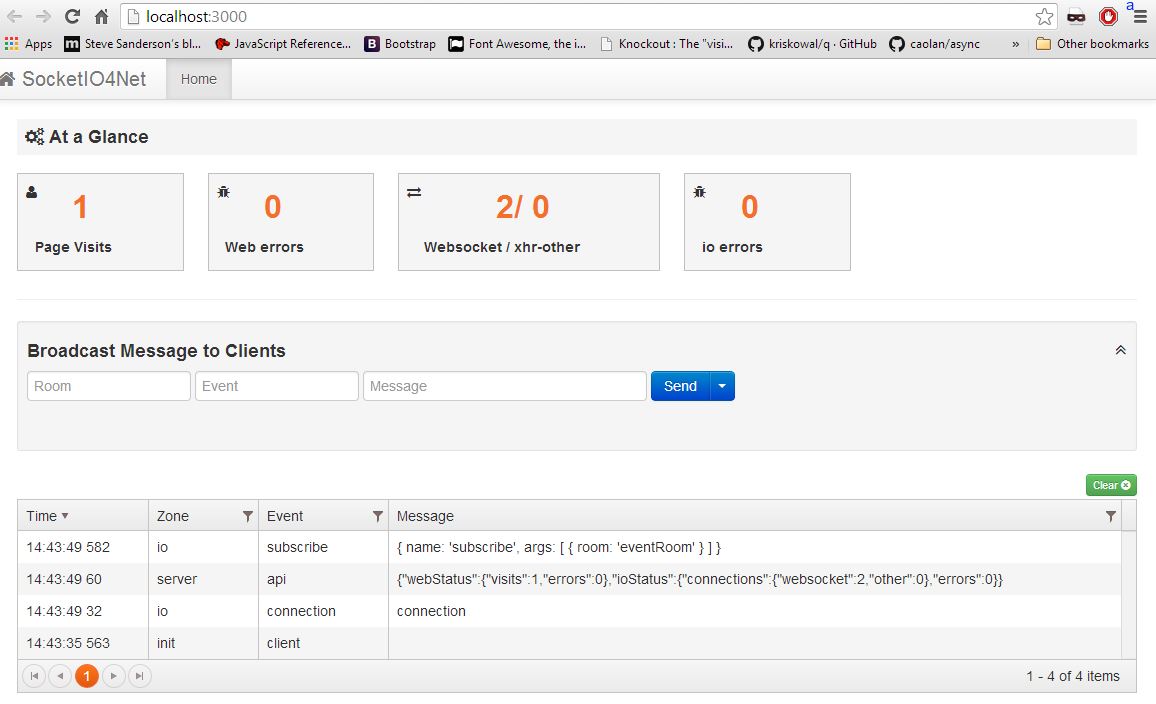 localhost:3000
a
Apps Steve Sanderson's bl... JavaScript Reference... Bootstrap Font Awesome, the i... Knockout : The "visi... kriskowal/q · GitHub caolan/async » Other bookmarks
SocketIO4Net Home
At a Glance
1 0 2/ 0 0
Page Visits Web errors Websocket / xhr-other io errors
Broadcast Message to Clients
Room Event Message Send
Clear
Time Zone Event Message
14:43:49 582 io subscribe { name: 'subscribe', args: [ { room: 'eventRoom' } ] }
14:43:49 60 server api {"webStatus":{"visits":1,"errors":0},"ioStatus":{"connections":{"websocket":2,"other":0},"errors":0}}
14:43:49 32 io connection connection
14:43:35 563 init client
1 1 - 4 of 4 items